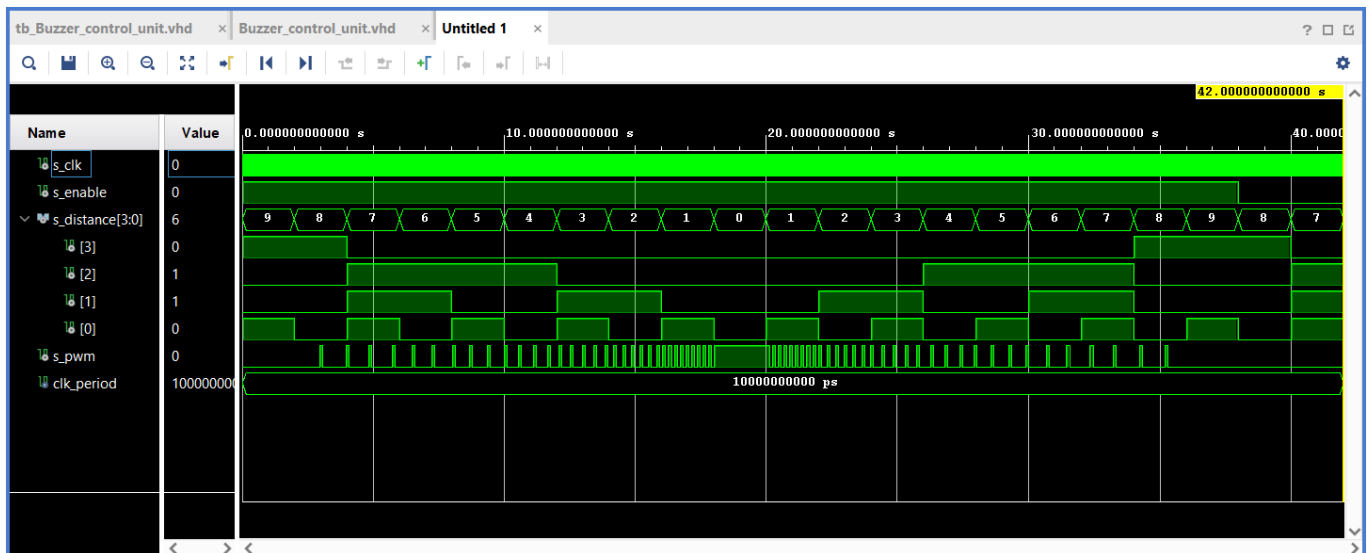 tb_Buzzer_control_unit.vhd × Buzzer_control_unit.vhd × Untitled 1 × ?
42.000000000000 s
Name Value 0.000000000000 s 10.000000000000 s 20.000000000000 s 30.000000000000 s 40.0000
s_clk 0
s_enable 0
s_distance[3:0] 6 9 8 7 6 5 4 3 2 1 0 1 2 3 4 5 6 7 8 9 8 7
[3] 0
[2] 1
[1] 1
[0] 0
s_pwm 0
clk_period 100000000 10000000000 ps